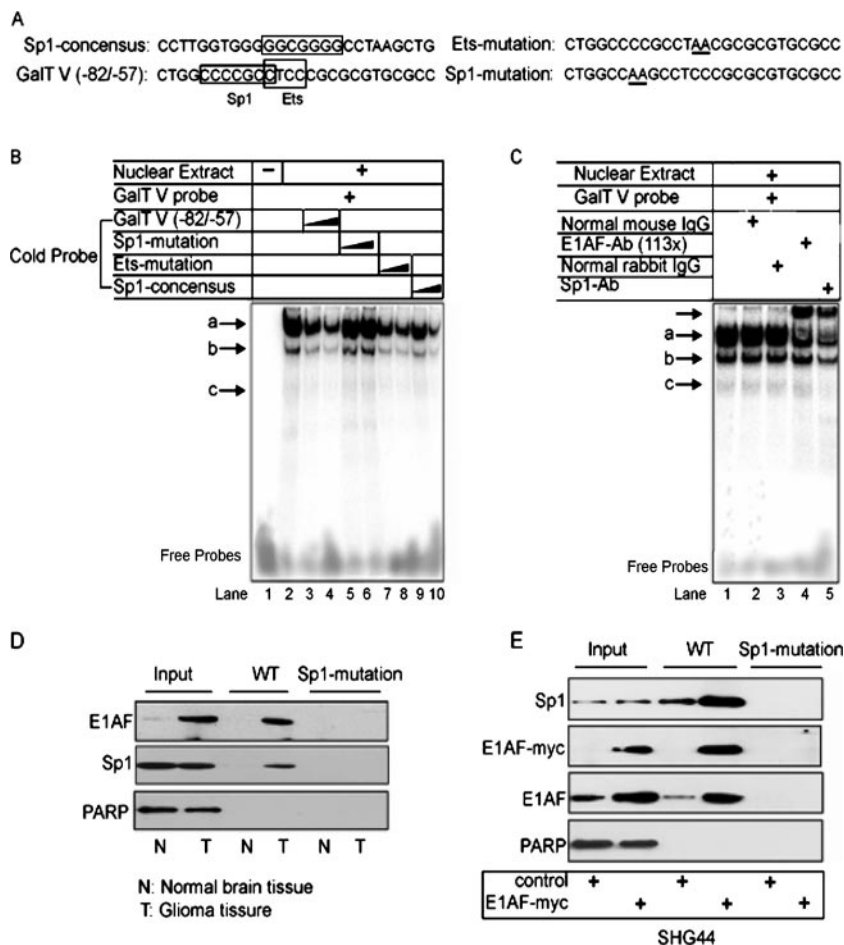 A
Sp1-concensus: CCTTGGTGGGGGCGGGGCCTAAGCTG
GalT V (-82/-57): CTGGCCCCGCCTCCCGCGCGTGCGCC
Sp1 Ets
Ets-mutation: CTGGCCCCGCCTAACGCGCGTGCGCC
Sp1-mutation: CTGGCCAAGCCTCCCGCGCGTGCGCC
B
Nuclear Extract − +
GalT V probe +
Cold Probe
GalT V (-82/-57)
Sp1-mutation
Ets-mutation
Sp1-concensus
a
b
c
Free Probes
Lane 1 2 3 4 5 6 7 8 9 10
C
Nuclear Extract +
GalT V probe +
Normal mouse IgG +
E1AF-Ab (113x) +
Normal rabbit IgG +
Sp1-Ab +
a
b
c
Free Probes
Lane 1 2 3 4 5
D
Input WT Sp1-mutation
E1AF
Sp1
PARP
N T N T N T
N: Normal brain tissue
T: Glioma tissure
E
Input WT Sp1-mutation
Sp1
E1AF-myc
E1AF
PARP
control + + +
E1AF-myc + + +
SHG44